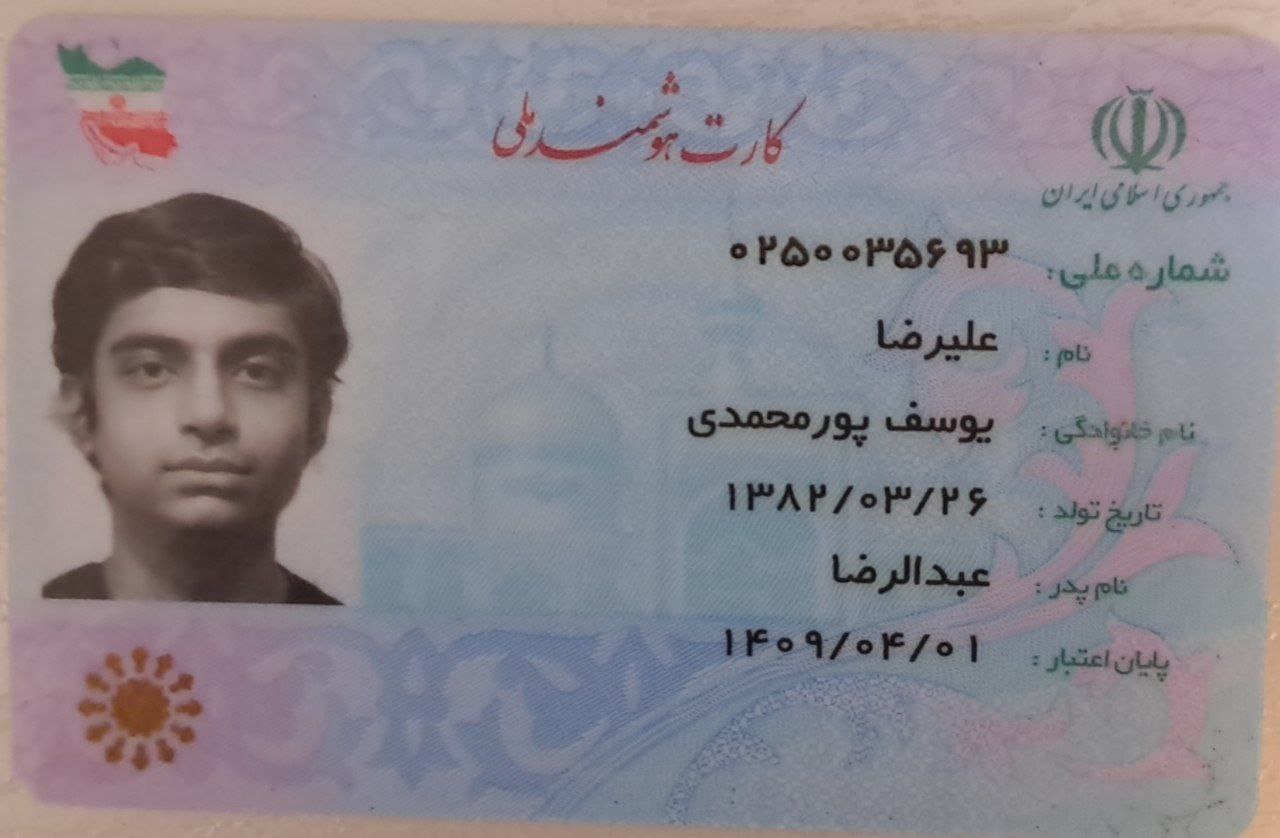 کارت هوشمند ملی
جمهوری اسلامی ایران
شماره ملی: ۰۲۵۰۰۳۵۶۹۳
نام: علیرضا
نام خانوادگی: یوسف پورمحمدی
تاریخ تولد: ۱۳۸۲/۰۳/۲۶
نام پدر: عبدالرضا
پایان اعتبار: ۱۴۰۹/۰۴/۰۱